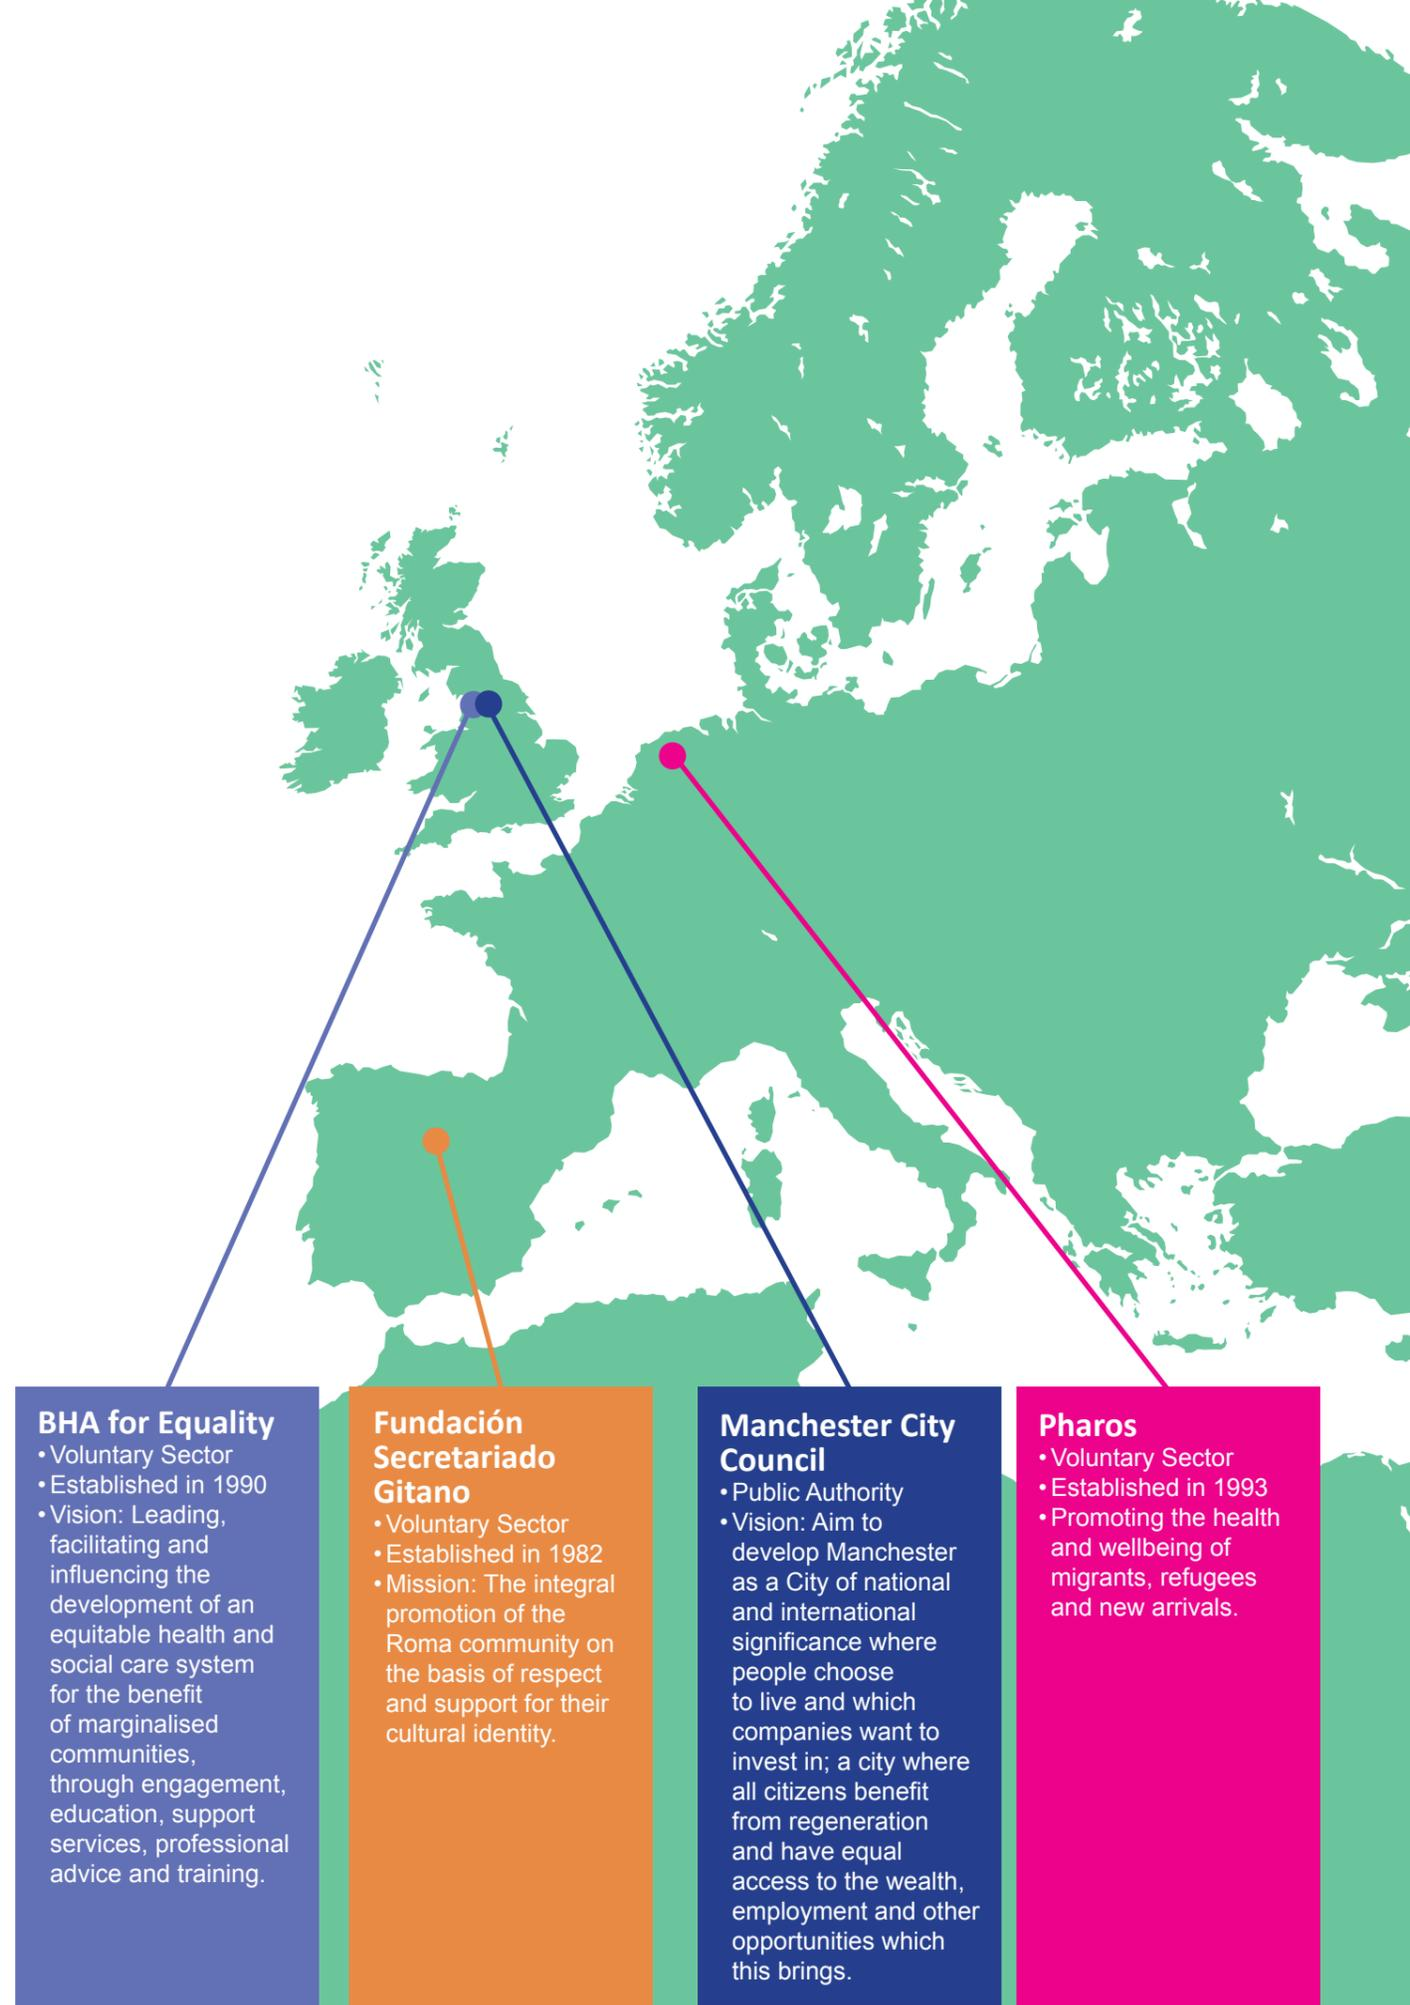 BHA for Equality
• Voluntary Sector
• Established in 1990
• Vision: Leading,
facilitating and
influencing the
development of an
equitable health and
social care system
for the benefit
of marginalised
communities,
through engagement,
education, support
services, professional
advice and training.
Fundación
Secretariado
Gitano
• Voluntary Sector
• Established in 1982
• Mission: The integral
promotion of the
Roma community on
the basis of respect
and support for their
cultural identity.
Manchester City
Council
• Public Authority
• Vision: Aim to
develop Manchester
as a City of national
and international
significance where
people choose
to live and which
companies want to
invest in; a city where
all citizens benefit
from regeneration
and have equal
access to the wealth,
employment and other
opportunities which
this brings.
Pharos
• Voluntary Sector
• Established in 1993
• Promoting the health
and wellbeing of
migrants, refugees
and new arrivals.